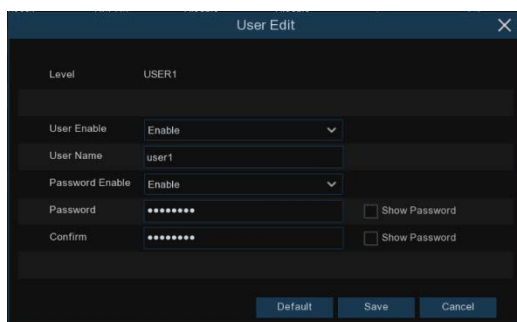 User Edit
Level USER1
User Enable Enable
User Name user1
Password Enable Enable
Password •••••••• Show Password
Confirm •••••••• Show Password
Default Save Cancel